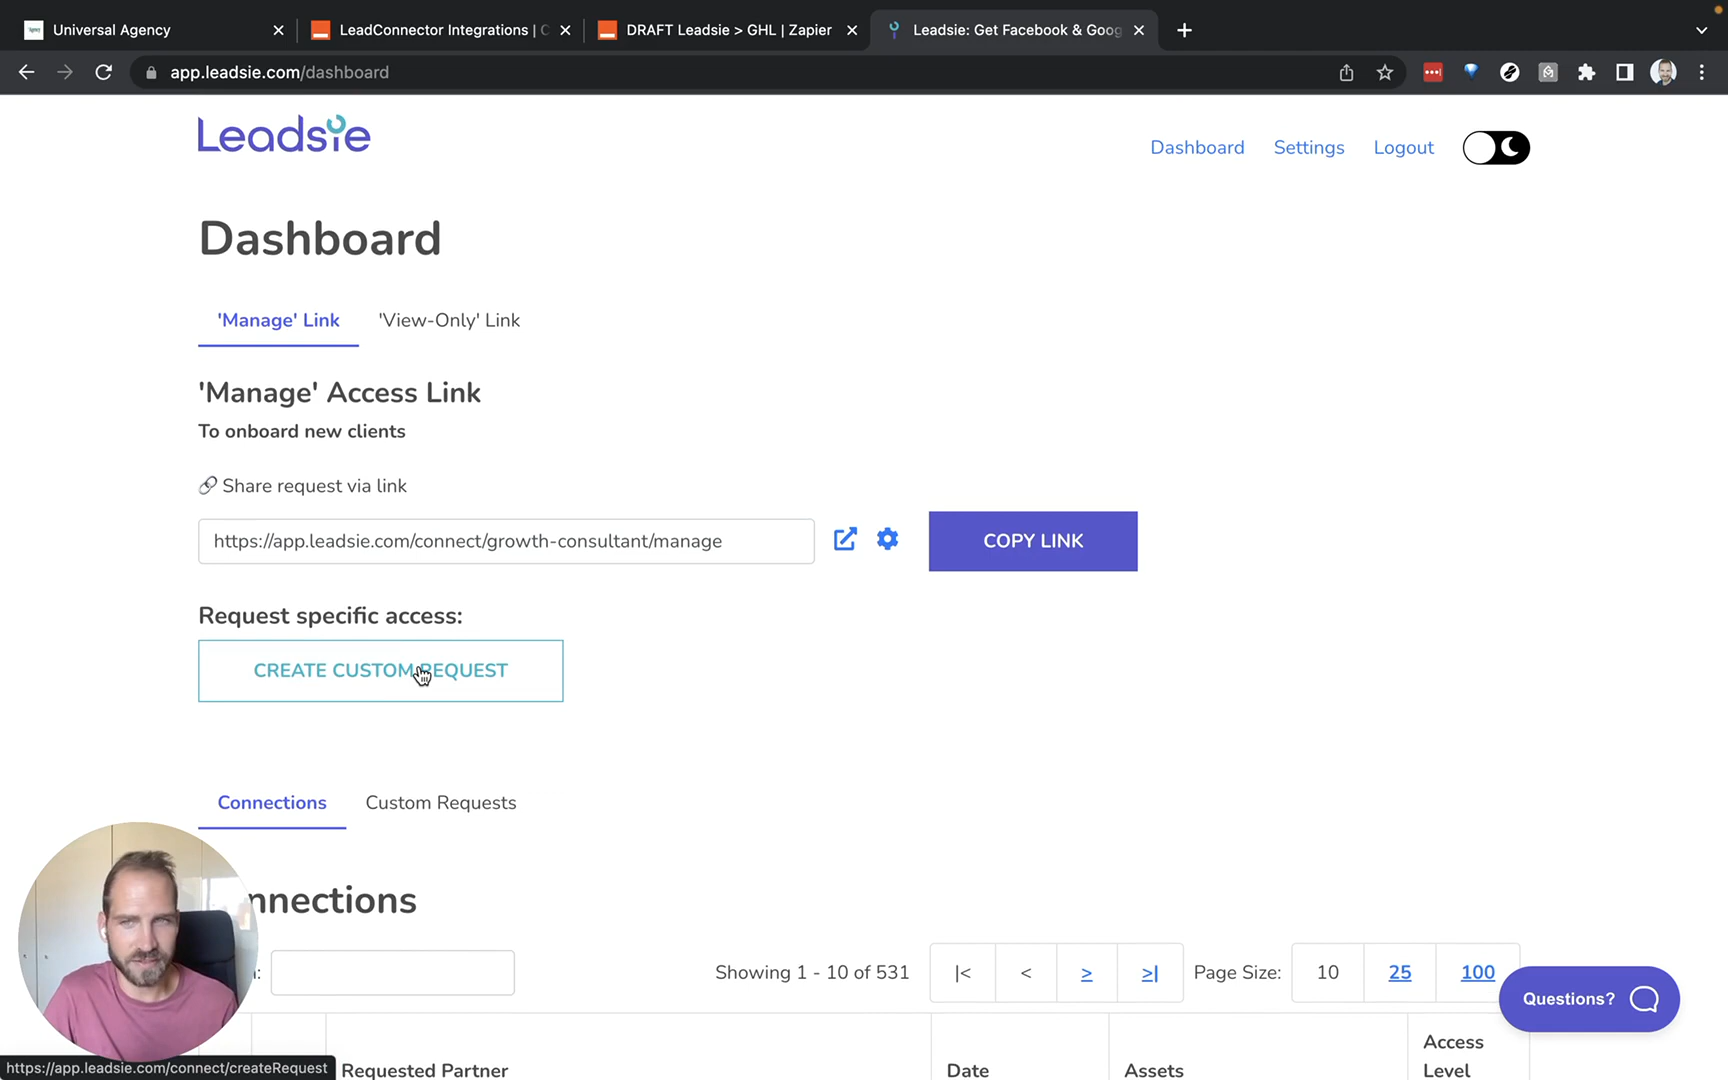 Universal Agency
LeadConnector Integrations | C
DRAFT Leadsie > GHL | Zapier
Leadsie: Get Facebook & Goog
app.leadsie.com/dashboard
Leadsie
Dashboard
Settings
Logout
Dashboard
'Manage' Link
'View-Only' Link
'Manage' Access Link
To onboard new clients
Share request via link
https://app.leadsie.com/connect/growth-consultant/manage
COPY LINK
Request specific access:
CREATE CUSTOM REQUEST
Connections
Custom Requests
nnections
Showing 1 - 10 of 531
|<
<
>
>|
Page Size:
10
25
100
Questions?
https://app.leadsie.com/connect/createRequest
Requested Partner
Date
Assets
Access
Level